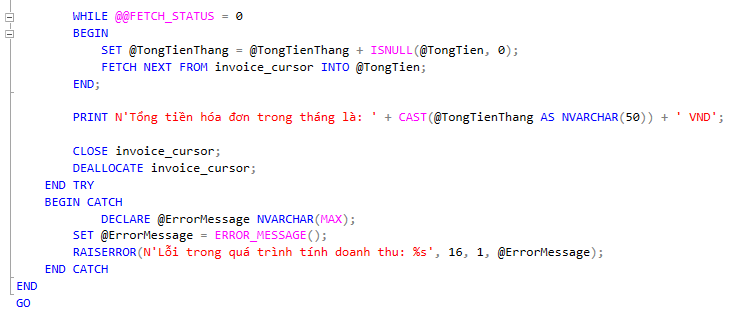 WHILE @@FETCH_STATUS = 0
BEGIN
SET @TongTienThang = @TongTienThang + ISNULL(@TongTien, 0);
FETCH NEXT FROM invoice_cursor INTO @TongTien;
END;
PRINT N'Tổng tiền hóa đơn trong tháng là: ' + CAST(@TongTienThang AS NVARCHAR(50)) + ' VND';
CLOSE invoice_cursor;
DEALLOCATE invoice_cursor;
END TRY
BEGIN CATCH
DECLARE @ErrorMessage NVARCHAR(MAX);
SET @ErrorMessage = ERROR_MESSAGE();
RAISERROR(N'Lỗi trong quá trình tính doanh thu: %s', 16, 1, @ErrorMessage);
END CATCH
END
GO